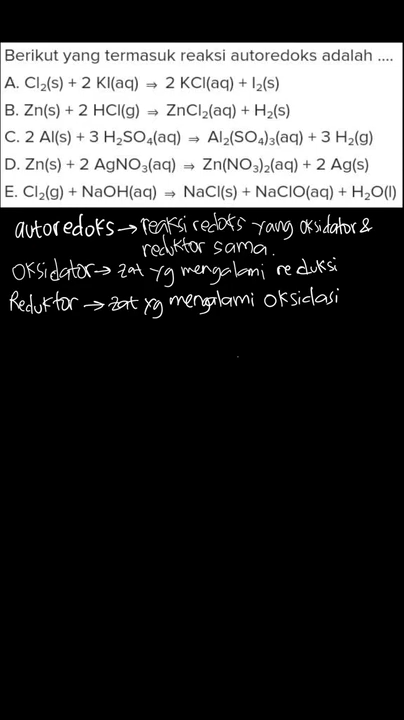 Berikut yang termasuk reaksi autoredoks adalah ....
A. Cl₂(s) + 2 KI(aq) ⇒ 2 KCl(aq) + I₂(s)
B. Zn(s) + 2 HCl(g) ⇒ ZnCl₂(aq) + H₂(s)
C. 2 Al(s) + 3 H₂SO₄(aq) ⇒ Al₂(SO₄)₃(aq) + 3 H₂(g)
D. Zn(s) + 2 AgNO₃(aq) ⇒ Zn(NO₃)₂(aq) + 2 Ag(s)
E. Cl₂(g) + NaOH(aq) ⇒ NaCl(s) + NaClO(aq) + H₂O(l)
autoredoks → reaksi redoks yang oksidator &
reduktor sama.
Oksidator → zat yg mengalami reduksi
Reduktor → zat yg mengalami oksidasi